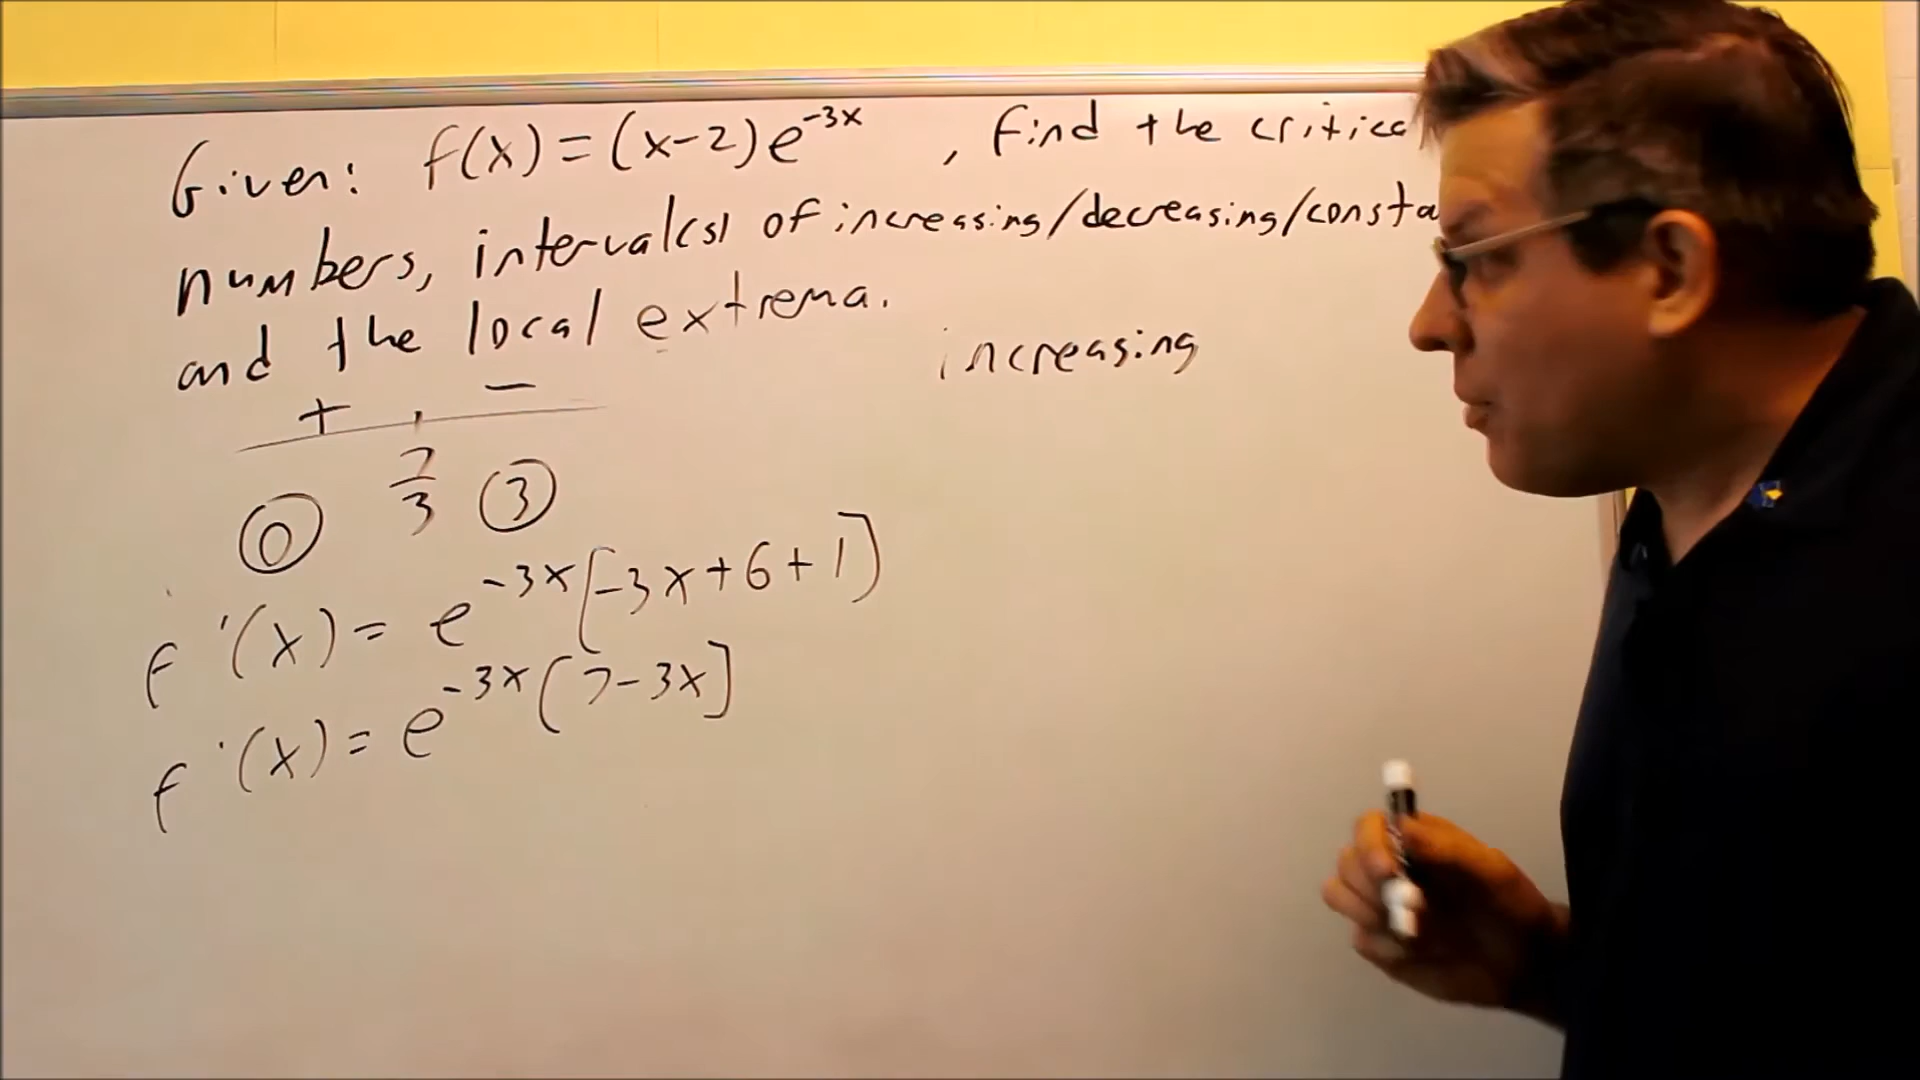 Given: f(x)=(x-2)e^-3x , find the critical
numbers, interval(s) of increasing/decreasing/consta
and the local extrema.
increasing
+ -
7/3
0 3
f'(x)= e^-3x[-3x+6+1]
f'(x)= e^-3x[7-3x]